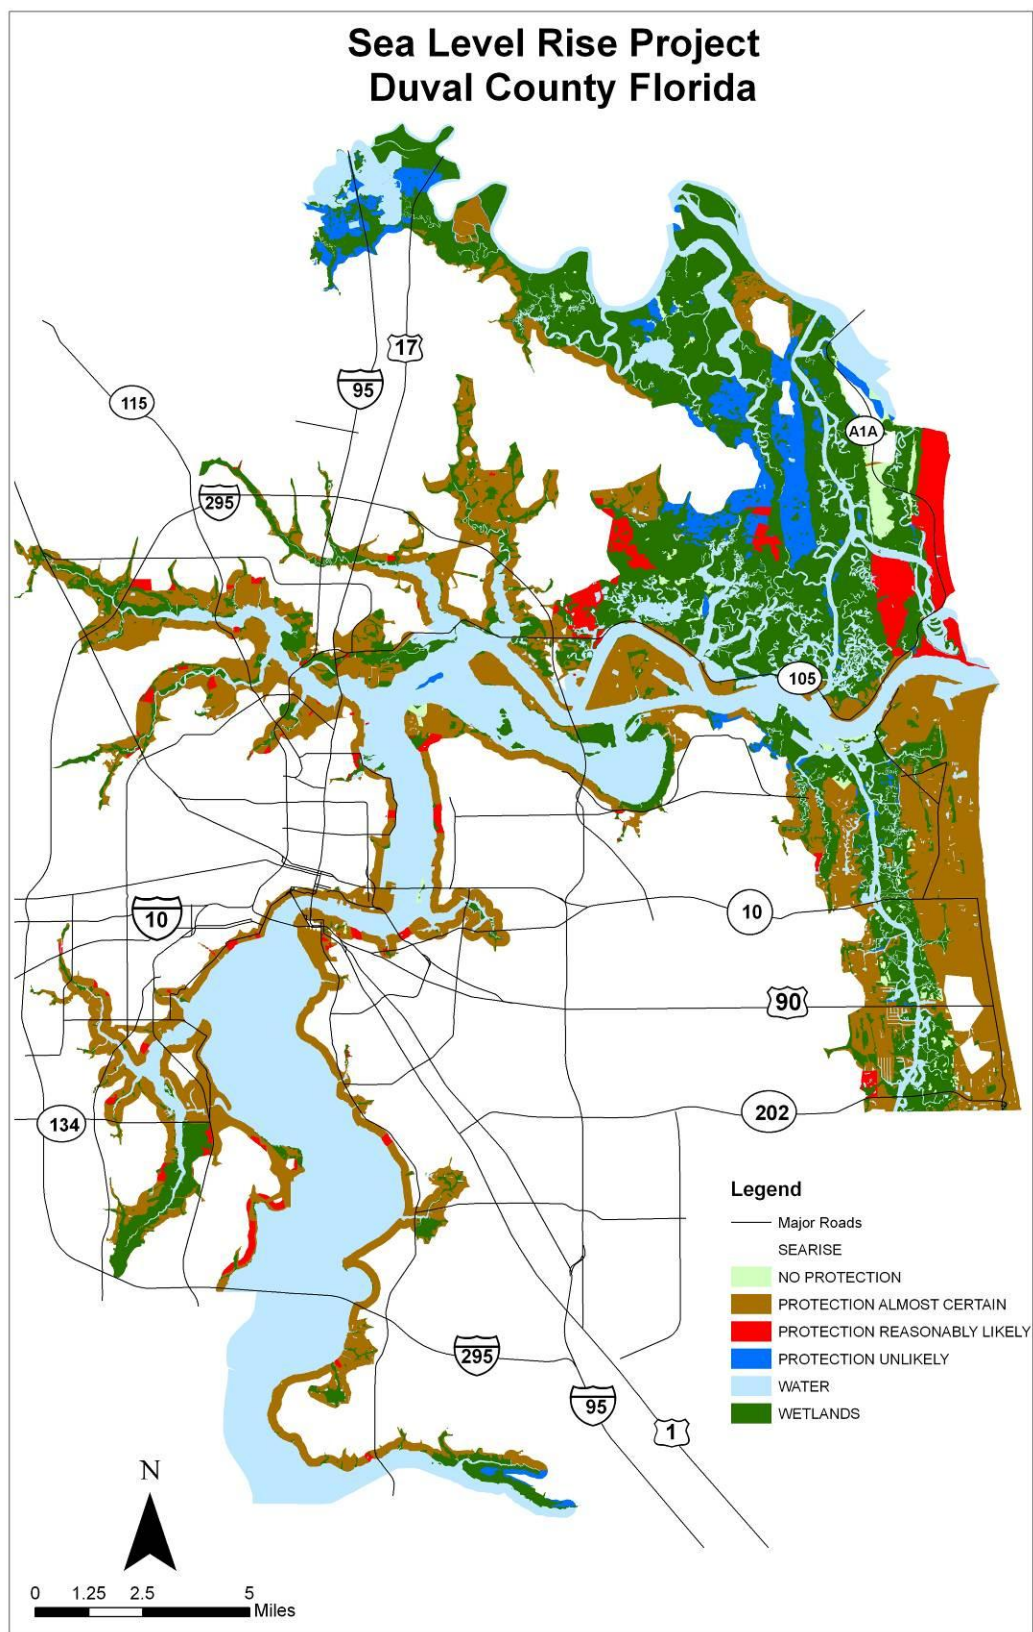 Sea Level Rise Project
Duval County Florida
17
95
115
A1A
295
105
10
10
90
134
202
Legend
Major Roads
SEARISE
NO PROTECTION
PROTECTION ALMOST CERTAIN
PROTECTION REASONABLY LIKELY
PROTECTION UNLIKELY
WATER
WETLANDS
295
95
1
N
0 1.25 2.5 5
Miles